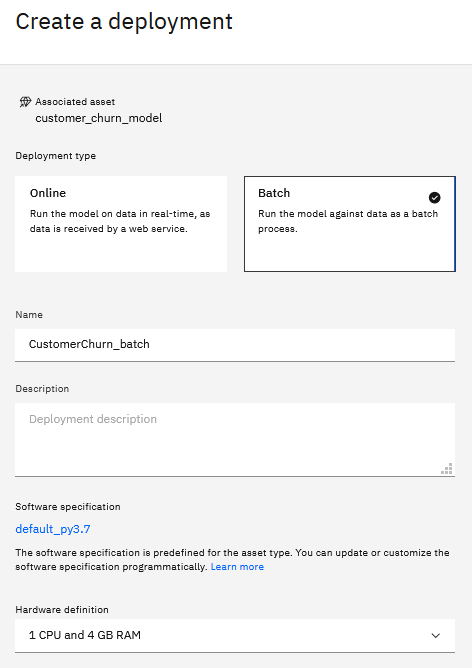 Create a deployment
Associated asset
customer_churn_model
Deployment type
Online
Run the model on data in real-time, as
data is received by a web service.
Batch
Run the model against data as a batch
process.
Name
CustomerChurn_batch
Description
Deployment description
Software specification
default_py3.7
The software specification is predefined for the asset type. You can update or customize the
software specification programmatically. Learn more
Hardware definition
1 CPU and 4 GB RAM